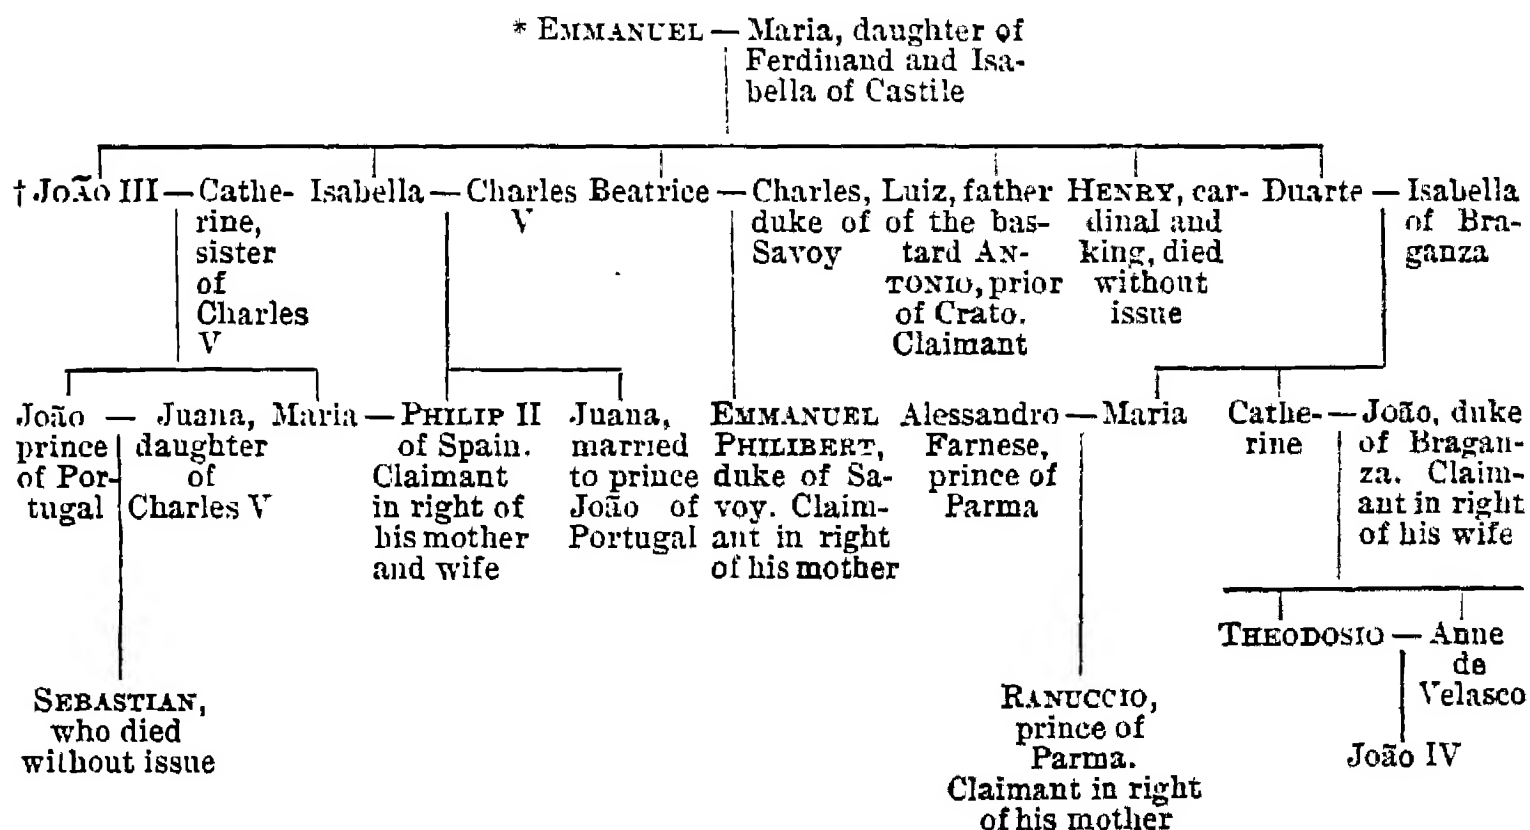 * EMMANUEL — Maria, daughter of
Ferdinand and Isa-
bella of Castile
† João III — Cathe-
rine,
sister
of
Charles
V
Isabella — Charles
V
Beatrice — Charles,
duke of
Savoy
Luiz, father
of the bas-
tard AN-
TONIO, prior
of Crato.
Claimant
HENRY, car-
dinal and
king, died
without
issue
Duarte — Isabella
of Bra-
ganza
João —
prince
of Por-
tugal
Juana,
daughter
of
Charles V
Maria — PHILIP II
of Spain.
Claimant
in right of
his mother
and wife
Juana,
married
to prince
João of
Portugal
EMMANUEL
PHILIBERT,
duke of Sa-
voy. Claim-
ant in right
of his mother
Alessandro — Maria
Farnese,
prince of
Parma
Cathe- —
rine
João, duke
of Bragan-
za. Claim-
ant in right
of his wife
SEBASTIAN,
who died
without issue
RANUCCIO,
prince of
Parma.
Claimant in right
of his mother
THEODOSIO — Anne
de
Velasco
João IV